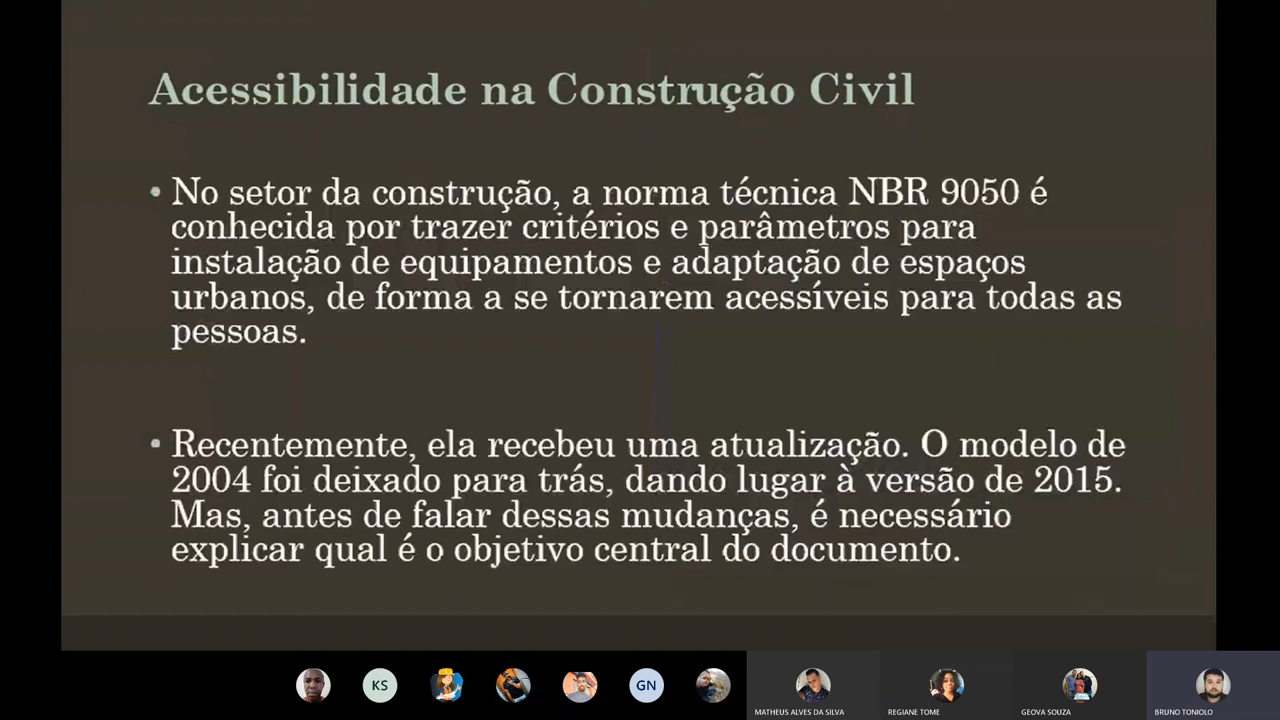 Acessibilidade na Construção Civil
• No setor da construção, a norma técnica NBR 9050 é
conhecida por trazer critérios e parâmetros para
instalação de equipamentos e adaptação de espaços
urbanos, de forma a se tornarem acessíveis para todas as
pessoas.
• Recentemente, ela recebeu uma atualização. O modelo de
2004 foi deixado para trás, dando lugar à versão de 2015.
Mas, antes de falar dessas mudanças, é necessário
explicar qual é o objetivo central do documento.
KS
GN
MATHEUS ALVES DA SILVA
REGIANE TOME
GEOVA SOUZA
BRUNO TONIOLO